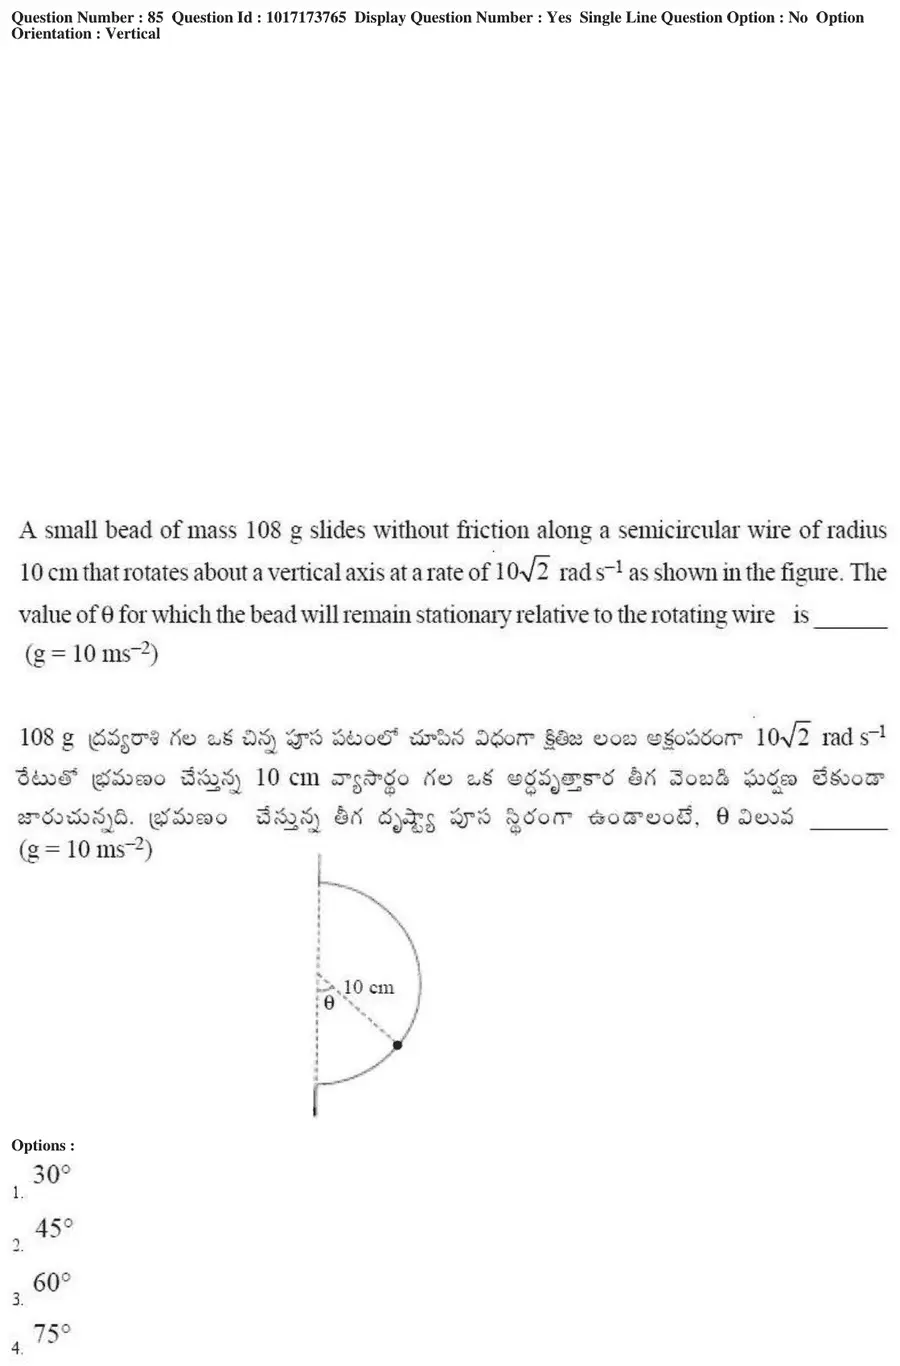 Question Number : 85 Question Id : 1017173765 Display Question Number : Yes Single Line Question Option : No Option
Orientation : Vertical
A small bead of mass 108 g slides without friction along a semicircular wire of radius
10 cm that rotates about a vertical axis at a rate of 10√2 rad s⁻¹ as shown in the figure. The
value of θ for which the bead will remain stationary relative to the rotating wire is ______
(g = 10 ms⁻²)
108 g ద్రవ్యరాశి గల ఒక చిన్న పూస పటంలో చూపిన విధంగా క్షితిజ లంబ అక్షంపరంగా 10√2 rad s⁻¹
రేటుతో భ్రమణం చేస్తున్న 10 cm వ్యాసార్థం గల ఒక అర్ధవృత్తాకార తీగ వెంబడి ఘర్షణ లేకుండా
జారుచున్నది. భ్రమణం చేస్తున్న తీగ దృష్ట్యా పూస స్థిరంగా ఉండాలంటే, θ విలువ ______
(g = 10 ms⁻²)
10 cm
θ
Options :
1. 30°
2. 45°
3. 60°
4. 75°